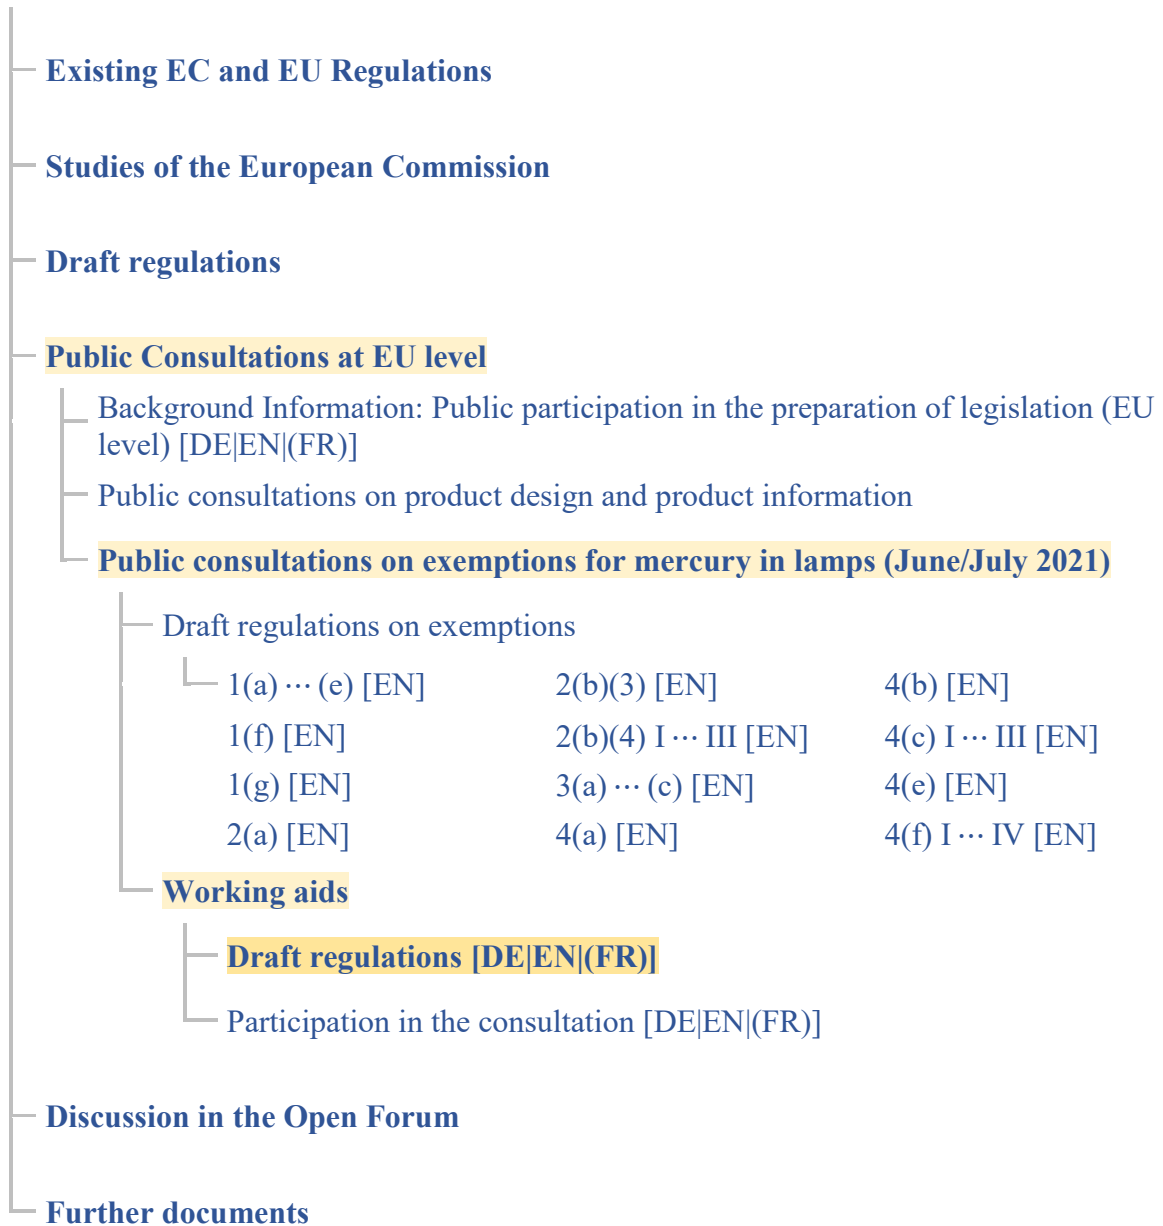 Existing EC and EU Regulations
Studies of the European Commission
Draft regulations
Public Consultations at EU level
Background Information: Public participation in the preparation of legislation (EU
level) [DE|EN|(FR)]
Public consultations on product design and product information
Public consultations on exemptions for mercury in lamps (June/July 2021)
Draft regulations on exemptions
1(a) ··· (e) [EN] 2(b)(3) [EN] 4(b) [EN]
1(f) [EN] 2(b)(4) I ··· III [EN] 4(c) I ··· III [EN]
1(g) [EN] 3(a) ··· (c) [EN] 4(e) [EN]
2(a) [EN] 4(a) [EN] 4(f) I ··· IV [EN]
Working aids
Draft regulations [DE|EN|(FR)]
Participation in the consultation [DE|EN|(FR)]
Discussion in the Open Forum
Further documents